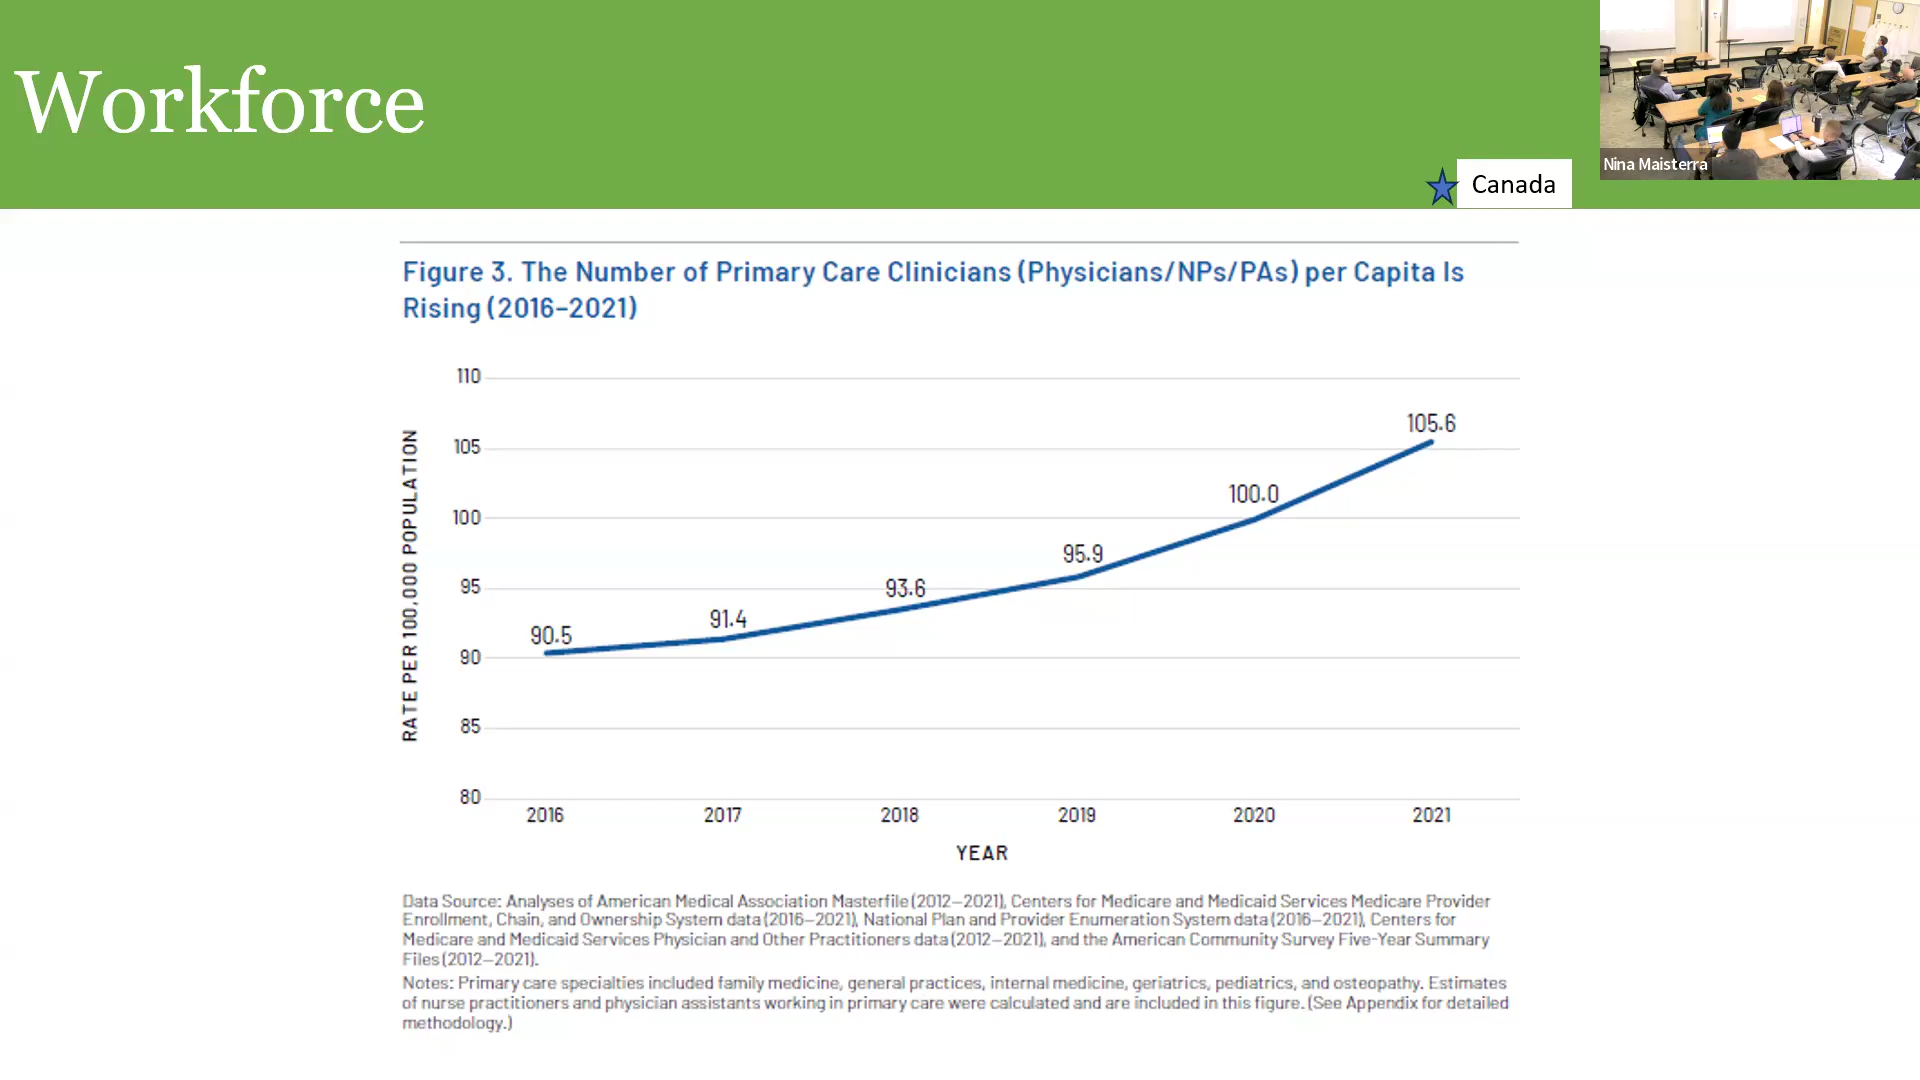 Workforce
Nina Maisterra
Canada
Figure 3. The Number of Primary Care Clinicians (Physicians/NPs/PAs) per Capita Is
Rising (2016–2021)
RATE PER 100,000 POPULATION
110
105
100
95
90
85
80
90.5
91.4
93.6
95.9
100.0
105.6
2016
2017
2018
2019
2020
2021
YEAR
Data Source: Analyses of American Medical Association Masterfile (2012–2021), Centers for Medicare and Medicaid Services Medicare Provider
Enrollment, Chain, and Ownership System data (2016–2021), National Plan and Provider Enumeration System data (2016–2021), Centers for
Medicare and Medicaid Services Physician and Other Practitioners data (2012–2021), and the American Community Survey Five-Year Summary
Files (2012–2021).
Notes: Primary care specialties included family medicine, general practices, internal medicine, geriatrics, pediatrics, and osteopathy. Estimates
of nurse practitioners and physician assistants working in primary care were calculated and are included in this figure. (See Appendix for detailed
methodology.)